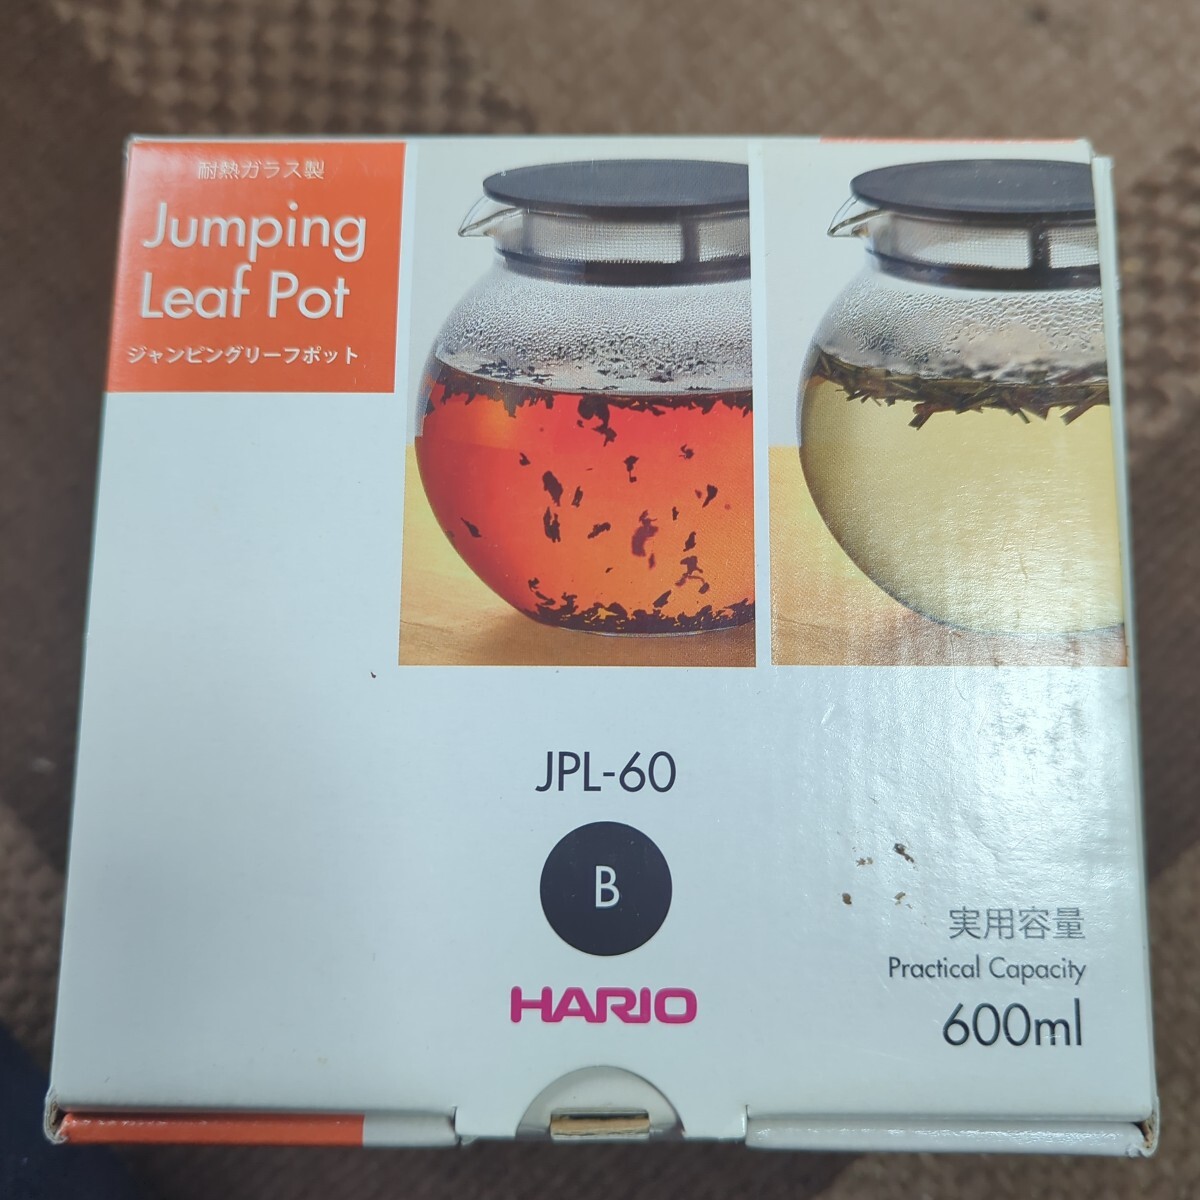 耐熱ガラス製
Jumping
Leaf Pot
ジャンピングリーフポット
JPL-60
B
HARIO
実用容量
Practical Capacity
600ml